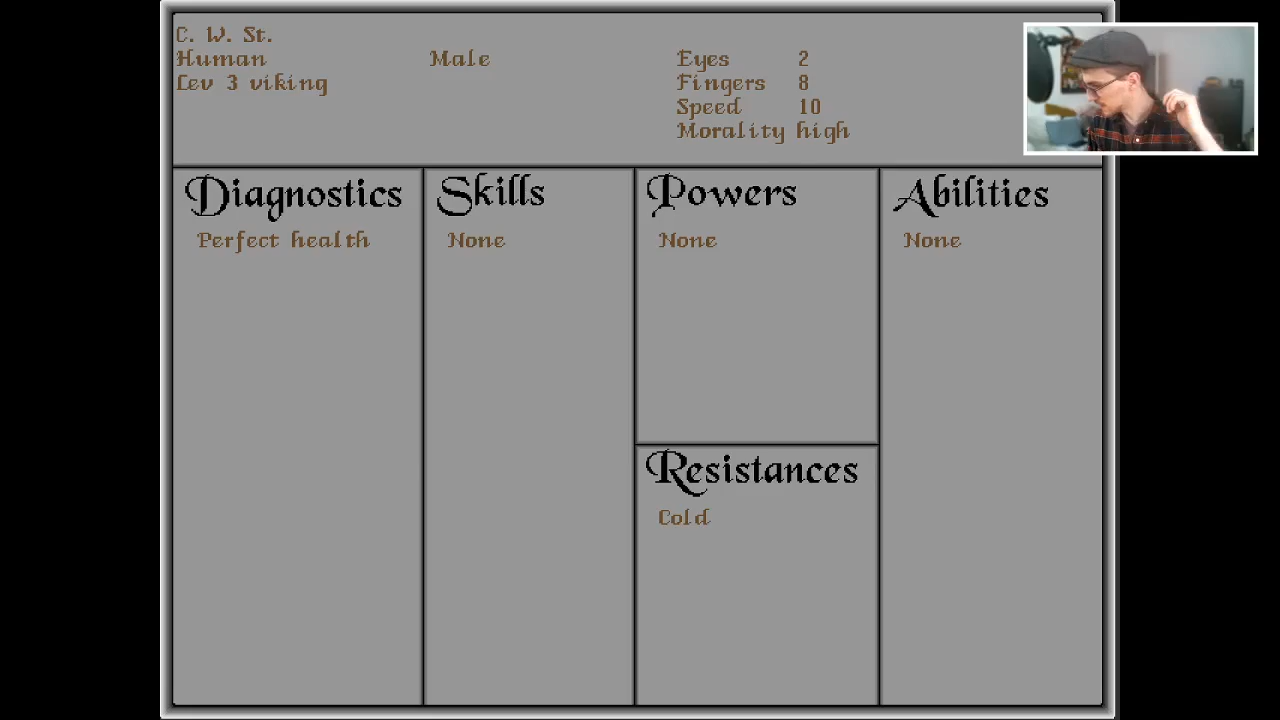 C. W. St.
Human Male Eyes 2
Lev 3 viking Fingers 8
Speed 10
Morality high
Diagnostics Skills Powers Abilities
Perfect health None None None
Resistances
Cold